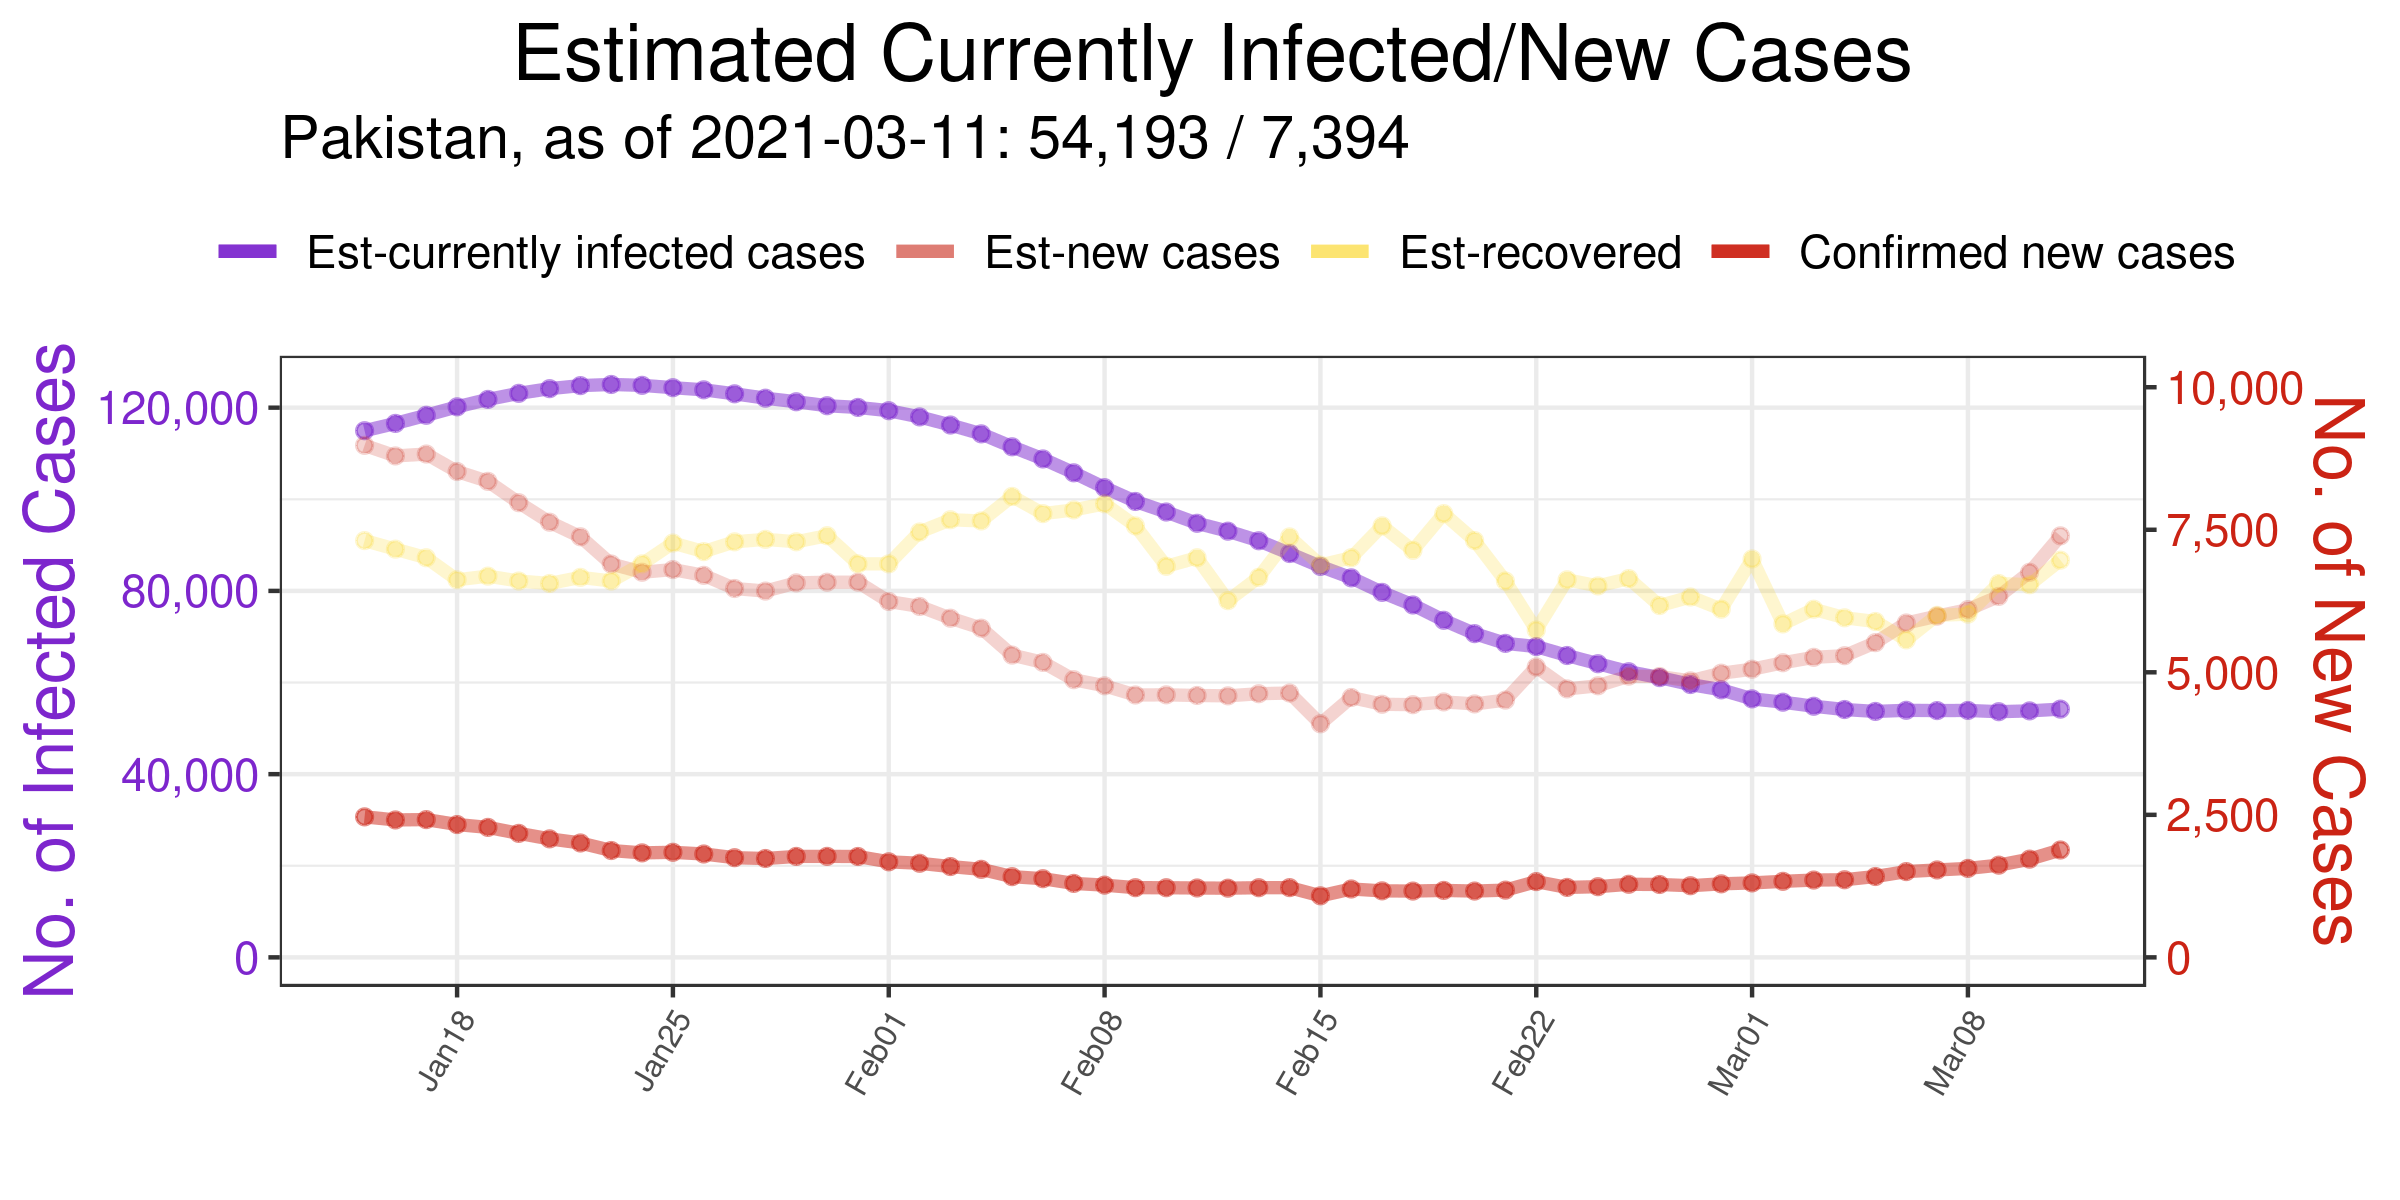 Estimated Currently Infected/New Cases
Pakistan, as of 2021-03-11: 54,193 / 7,394
Est-currently infected cases Est-new cases Est-recovered Confirmed new cases
No. of Infected Cases
120,000
80,000
40,000
0
10,000
7,500
5,000
2,500
0
No. of New Cases
Jan18 Jan25 Feb01 Feb08 Feb15 Feb22 Mar01 Mar08